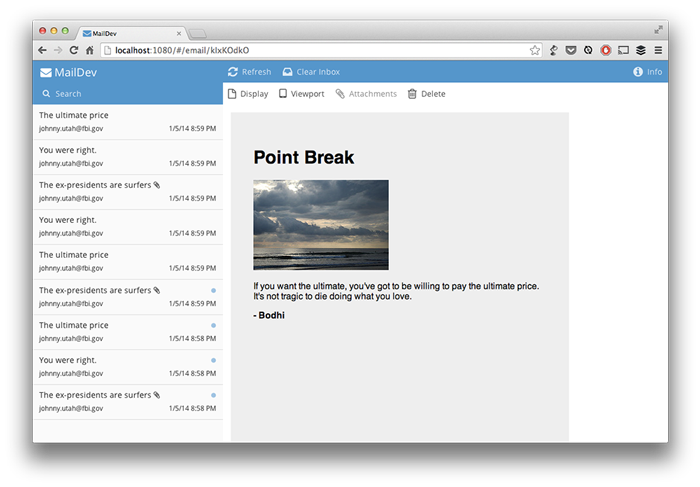 MailDev
localhost:1080/#/email/klxKOdkO
MailDev
Refresh
Clear Inbox
Info
Search
Display
Viewport
Attachments
Delete
The ultimate price
johnny.utah@fbi.gov 1/5/14 8:59 PM
You were right.
johnny.utah@fbi.gov 1/5/14 8:59 PM
The ex-presidents are surfers
johnny.utah@fbi.gov 1/5/14 8:59 PM
You were right.
johnny.utah@fbi.gov 1/5/14 8:59 PM
The ultimate price
johnny.utah@fbi.gov 1/5/14 8:59 PM
The ex-presidents are surfers
johnny.utah@fbi.gov 1/5/14 8:59 PM
The ultimate price
johnny.utah@fbi.gov 1/5/14 8:58 PM
You were right.
johnny.utah@fbi.gov 1/5/14 8:58 PM
The ex-presidents are surfers
johnny.utah@fbi.gov 1/5/14 8:58 PM
Point Break
If you want the ultimate, you've got to be willing to pay the ultimate price.
It's not tragic to die doing what you love.
- Bodhi